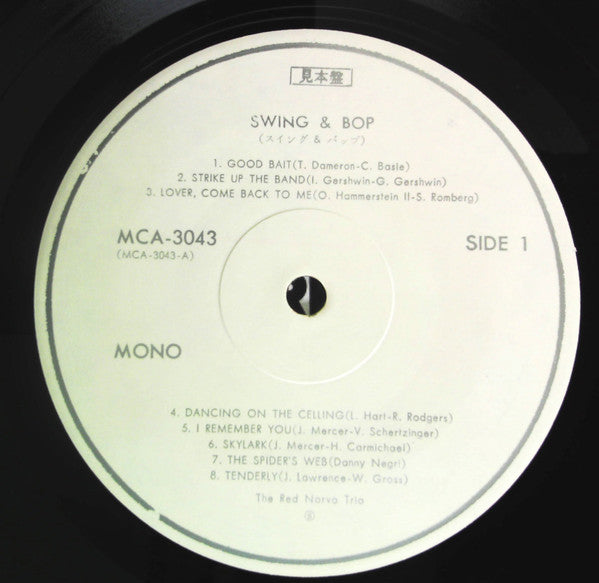 見本盤
SWING & BOP
(スイング & バップ)
1. GOOD BAIT(T. Dameron-C. Basie)
2. STRIKE UP THE BAND(I. Gershwin-G. Gershwin)
3. LOVER, COME BACK TO ME(O. Hammerstein II-S. Romberg)
MCA-3043
SIDE 1
(MCA-3043-A)
MONO
4. DANCING ON THE CELLING(L. Hart-R. Rodgers)
5. I REMEMBER YOU(J. Mercer-V. Schertzinger)
6. SKYLARK(J. Mercer-H. Carmichael)
7. THE SPIDER'S WEB(Danny Negri)
8. TENDERLY(J. Lawrence-W. Gross)
The Red Norvo Trio